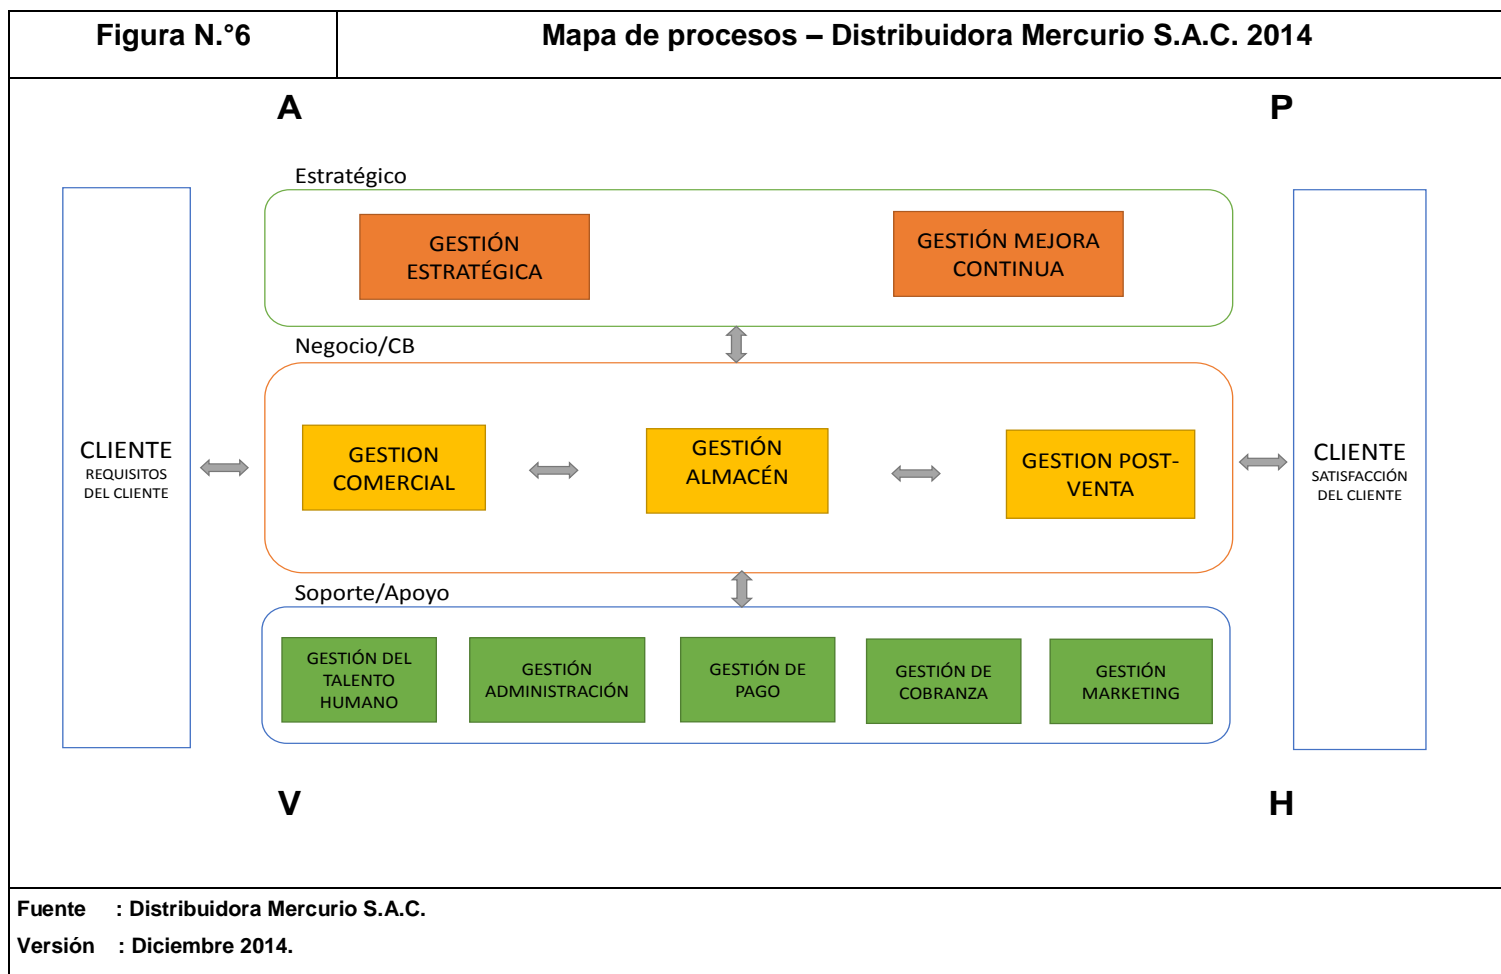 Figura N.°6
Mapa de procesos – Distribuidora Mercurio S.A.C. 2014
A
P
Estratégico
GESTIÓN
ESTRATÉGICA
GESTIÓN MEJORA
CONTINUA
Negocio/CB
CLIENTE
REQUISITOS
DEL CLIENTE
GESTION
COMERCIAL
GESTIÓN
ALMACÉN
GESTION POST-
VENTA
CLIENTE
SATISFACCIÓN
DEL CLIENTE
Soporte/Apoyo
GESTIÓN DEL
TALENTO
HUMANO
GESTIÓN
ADMINISTRACIÓN
GESTIÓN DE
PAGO
GESTIÓN DE
COBRANZA
GESTIÓN
MARKETING
V
H
Fuente : Distribuidora Mercurio S.A.C.
Versión : Diciembre 2014.